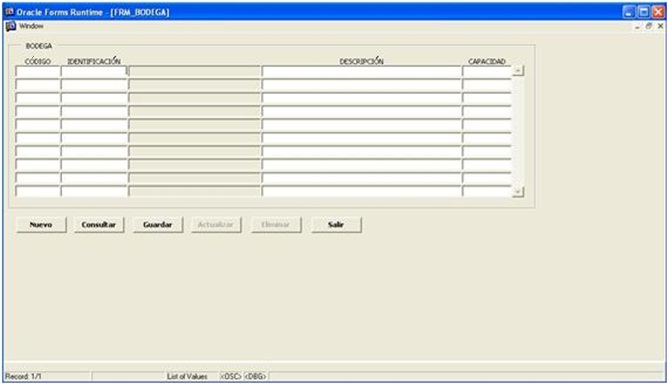 Oracle Forms Runtime - [FRM_BODEGA]
Window
BODEGA
CÓDIGO IDENTIFICACIÓN DESCRIPCIÓN CAPACIDAD
Nuevo Consultar Guardar Actualizar Eliminar Salir
Record: 1/1 List of Values <OSC> <DBG>